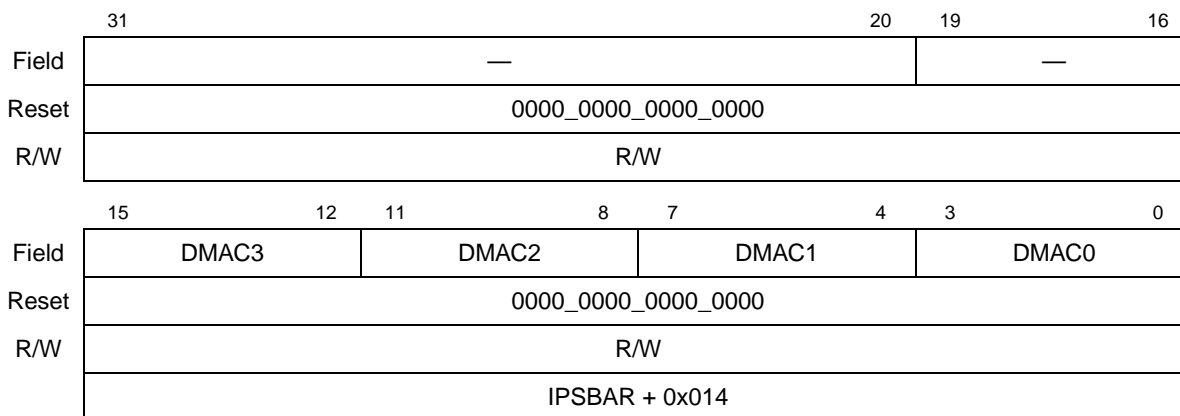 31 20 19 16
Field — —
Reset 0000_0000_0000_0000
R/W R/W
15 12 11 8 7 4 3 0
Field DMAC3 DMAC2 DMAC1 DMAC0
Reset 0000_0000_0000_0000
R/W R/W
IPSBAR + 0x014